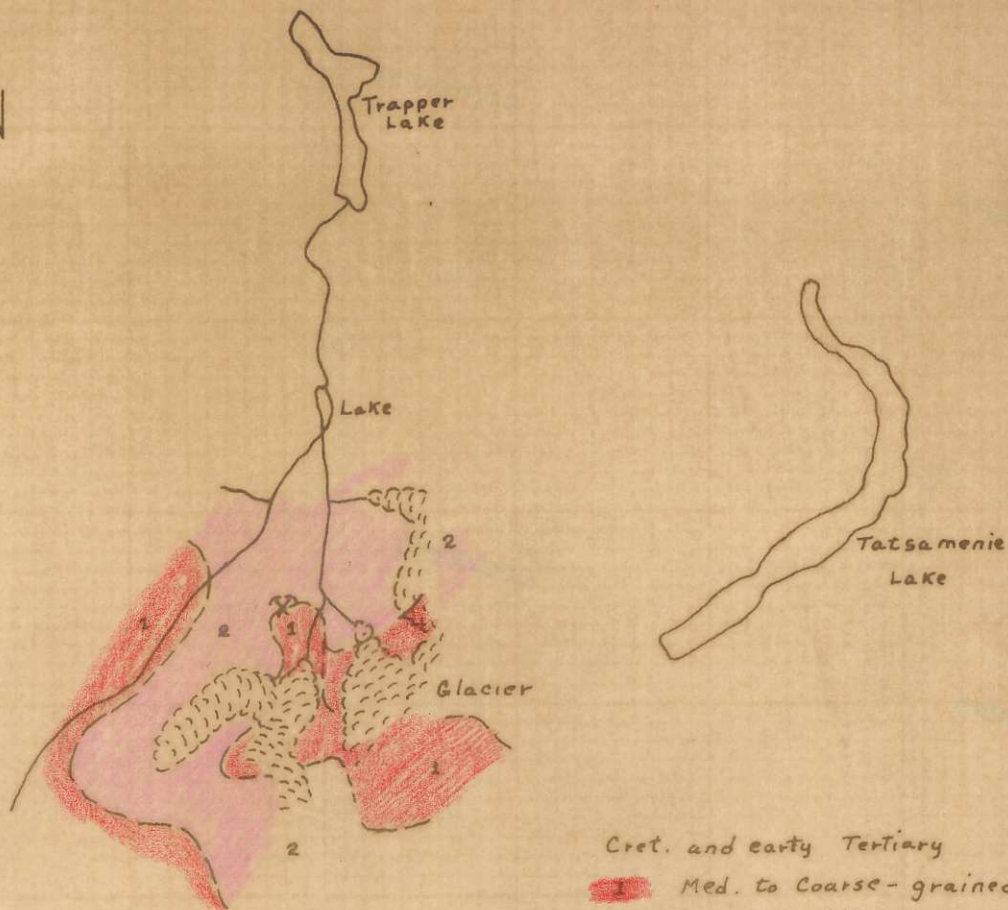 N
Trapper
Lake
Lake
2
Tatsamenie
Lake
1
2
1
4
Glacier
1
2
Cret. and early Tertiary
1 Med. to Coarse-grained